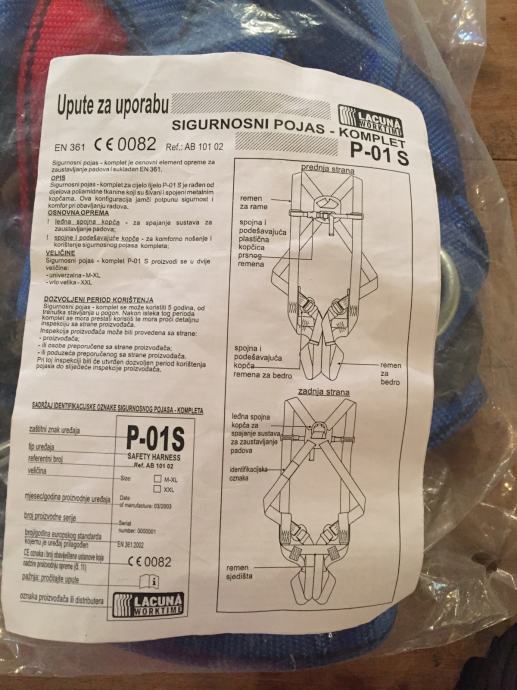 Upute za uporabu
LACUNA
WORKTIME
SIGURNOSNI POJAS - KOMPLET
EN 361 CE 0082 Ref.: AB 101 02
P-01 S
Sigurnosni pojas - komplet je osnovni element opreme za
zaustavljanje padova i sukladen EN 361.
OPIS
Sigurnosni pojas - komplet za cijelo tijelo P-01 S je rađen od
dijelova poliamidne tkanine koji su šivani i spojeni metalnim
kopčama. Ova konfiguracija jamči potpunu sigurnost i
komfor pri obavljanju radova.
OSNOVNA OPREMA
! leđna spojna kopča - za spajanje sustava za
zaustavljanje padova;
! spojne i podešavajuće kopče - za komforno nošenje i
korištenje sigurnosnog pojasa kompleta;
VELIČINE
Sigurnosni pojas - komplet P-01 S proizvodi se u dvije
veličine:
- univerzalna - M-XL
- vrlo velika - XXL
DOZVOLJENI PERIOD KORIŠTENJA
Sigurnosni pojas - komplet se može koristiti 5 godina, od
trenutka stavljanja u pogon. Nakon isteka tog perioda
komplet se mora prestati koristiti te mora proći detaljnu
inspekciju sa strane proizvođača.
Inspekcija proizvođača može biti provedena sa strane:
- proizvođača;
- ili osobe preporučene sa strane proizvođača;
- ili poduzeća preporučenog sa strane proizvođača;
Pri toj inspekciji bili će utvrđen dozvoljen period korištenja
pojasa do slijedeće inspekcije proizvođača.
prednja strana
remen
za rame
spojna i
podešavajuća
plastična
kopčica
prsnog
remena
spojna i
podešavajuća
kopča
remena za bedro
remen
za
bedro
zadnja strana
leđna spojna
kopča za
spajanje sustava
za zaustavljanje
padova
identifikacijska
oznaka
remen
sjedišta
SADRŽAJ IDENTIFIKACIJSKE OZNAKE SIGURNOSNOG POJASA - KOMPLETA
zaštitni znak uređaja
tip uređaja
referentni broj
veličina
mjesec/godina proizvodnje uređaja
broj proizvodne serije
broj/godina europskog standarda
kojemu je uređaj prilagođen
CE oznaka i broj obavještene ustanove koja
nadzire proizvodnju opreme (čl. 11)
pažnja: pročitajte upute
oznaka proizvođača ili distributera
P-01S
SAFETY HARNESS
Ref. AB 101 02
Size M-XL
XXL
Date
of manufacture: 03/2003
Serial
number: 0000001
EN 361:2002
CE 0082
i
LACUNA
WORKTIME